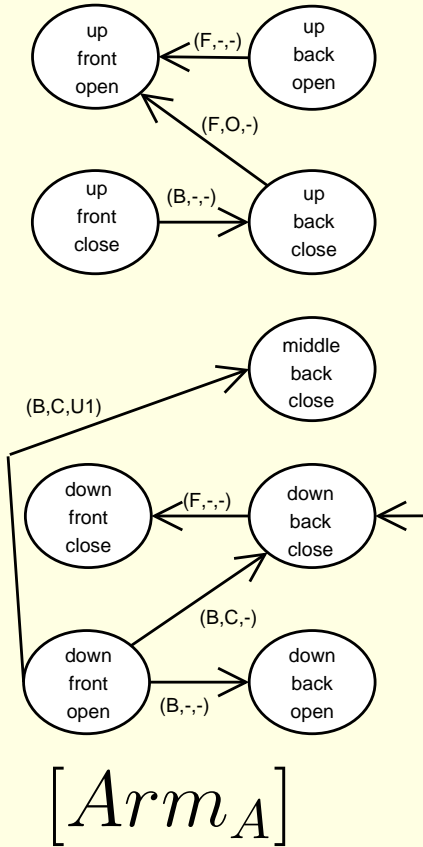 up
front
open
(F,-,-)
up
back
open
(F,O,-)
up
front
close
(B,-,-)
up
back
close
middle
back
close
(B,C,U1)
down
front
close
(F,-,-)
down
back
close
(B,C,-)
down
front
open
(B,-,-)
down
back
open
[Arm_A]